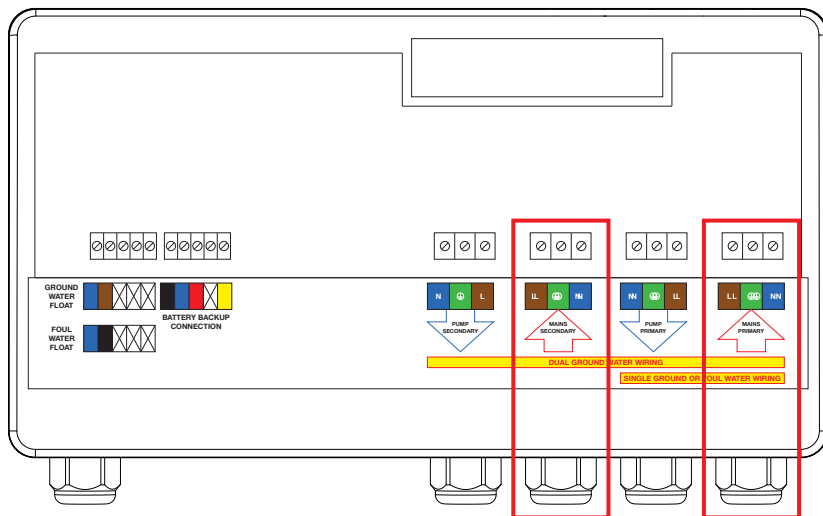 GROUND
WATER
FLOAT
BATTERY BACKUP
CONNECTION
FOUL
WATER
FLOAT
N L
PUMP
SECONDARY
LL NN
MAINS
SECONDARY
NN LL
PUMP
PRIMARY
L L NN
MAINS
PRIMARY
DUAL GROUND WATER WIRING
SINGLE GROUND OR FOUL WATER WIRING